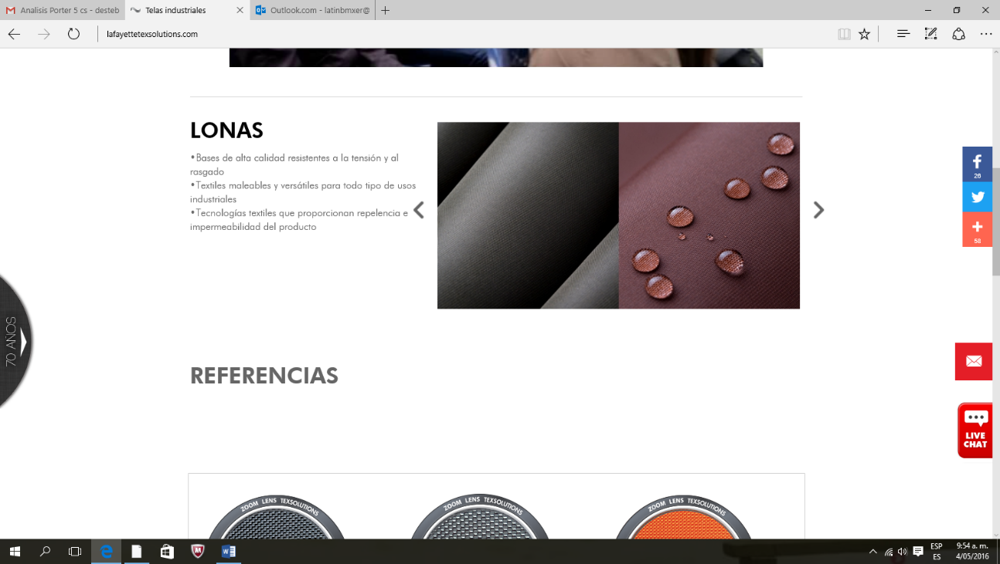 Analisis Porter 5 cs - desteb
Telas industriales
Outlook.com - latinbmxer@
lafayettetexsolutions.com
LONAS
•Bases de alta calidad resistentes a la tensión y al
rasgado
•Textiles maleables y versátiles para todo tipo de usos
industriales
•Tecnologías textiles que proporcionan repelencia e
impermeabilidad del producto
26
58
70 AÑOS
REFERENCIAS
LIVE
CHAT
ZOOM LENS TEXSOLUTIONS
ZOOM LENS TEXSOLUTIONS
ZOOM LENS TEXSOLUTIONS
ESP
ES
9:54 a. m.
4/05/2016